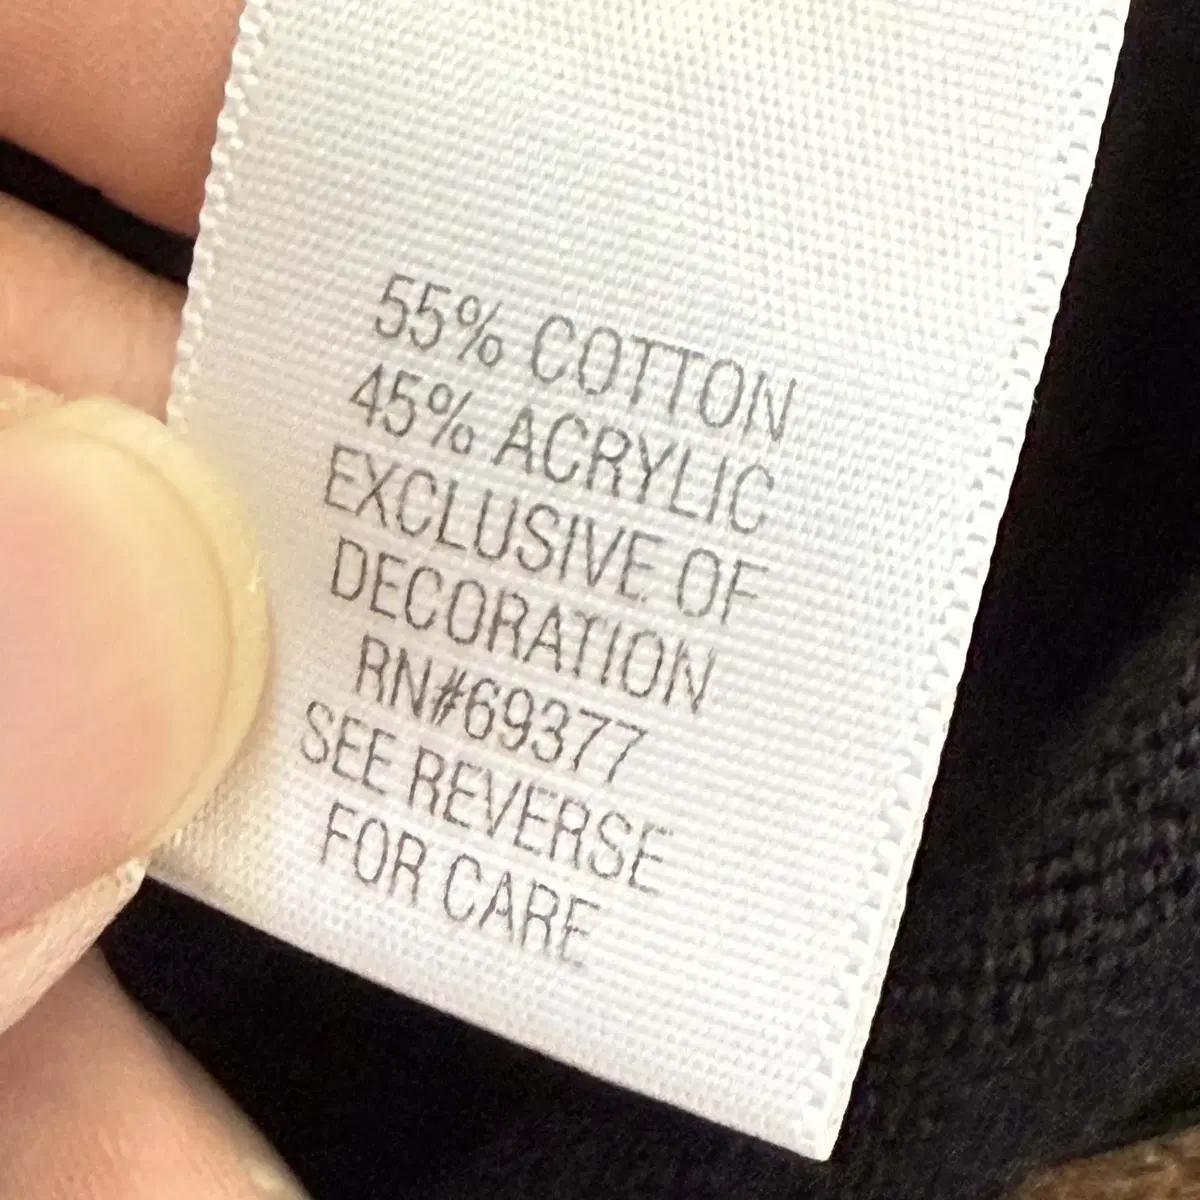 55% COTTON
45% ACRYLIC
EXCLUSIVE OF
DECORATION
RN#69377
SEE REVERSE
FOR CARE